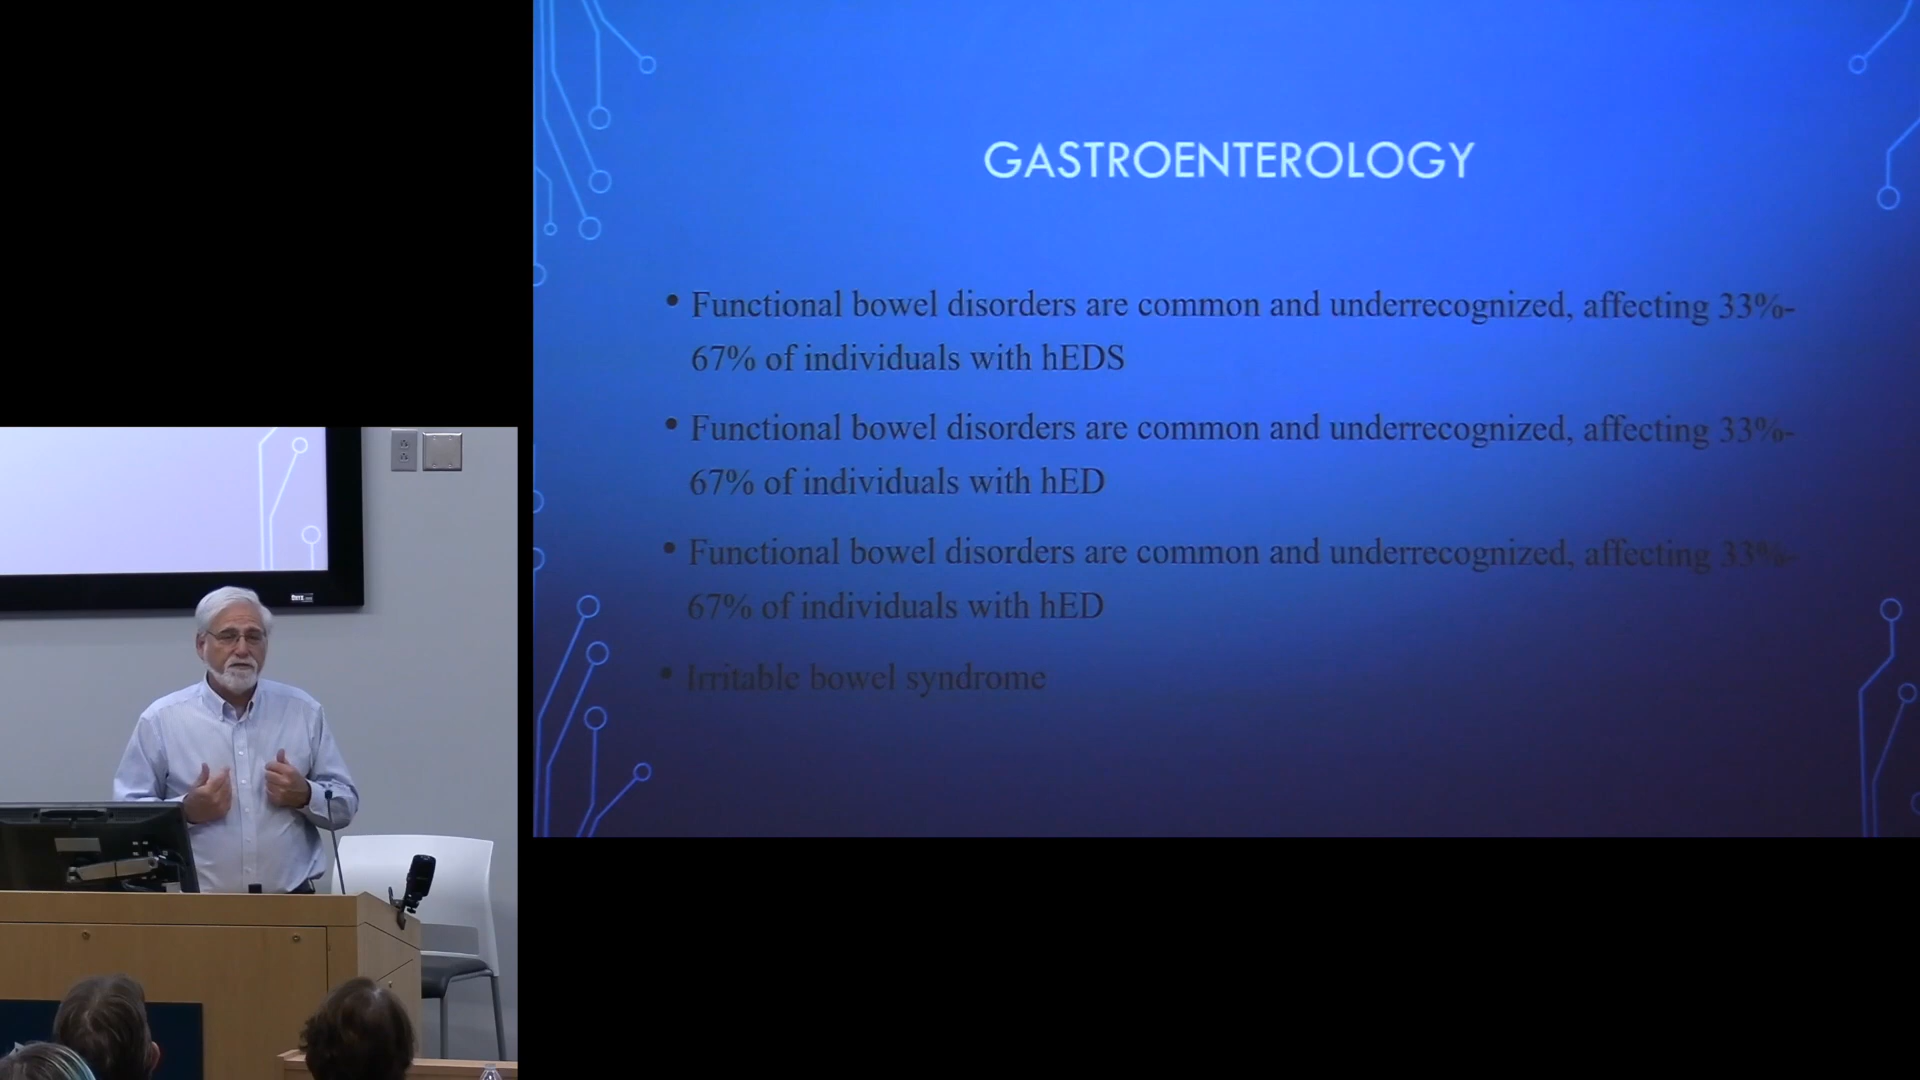 GASTROENTEROLOGY
• Functional bowel disorders are common and underrecognized, affecting 33%-
67% of individuals with hEDS
• Functional bowel disorders are common and underrecognized, affecting 33%-
67% of individuals with hED
• Functional bowel disorders are common and underrecognized, affecting 33%-
67% of individuals with hED
• Irritable bowel syndrome